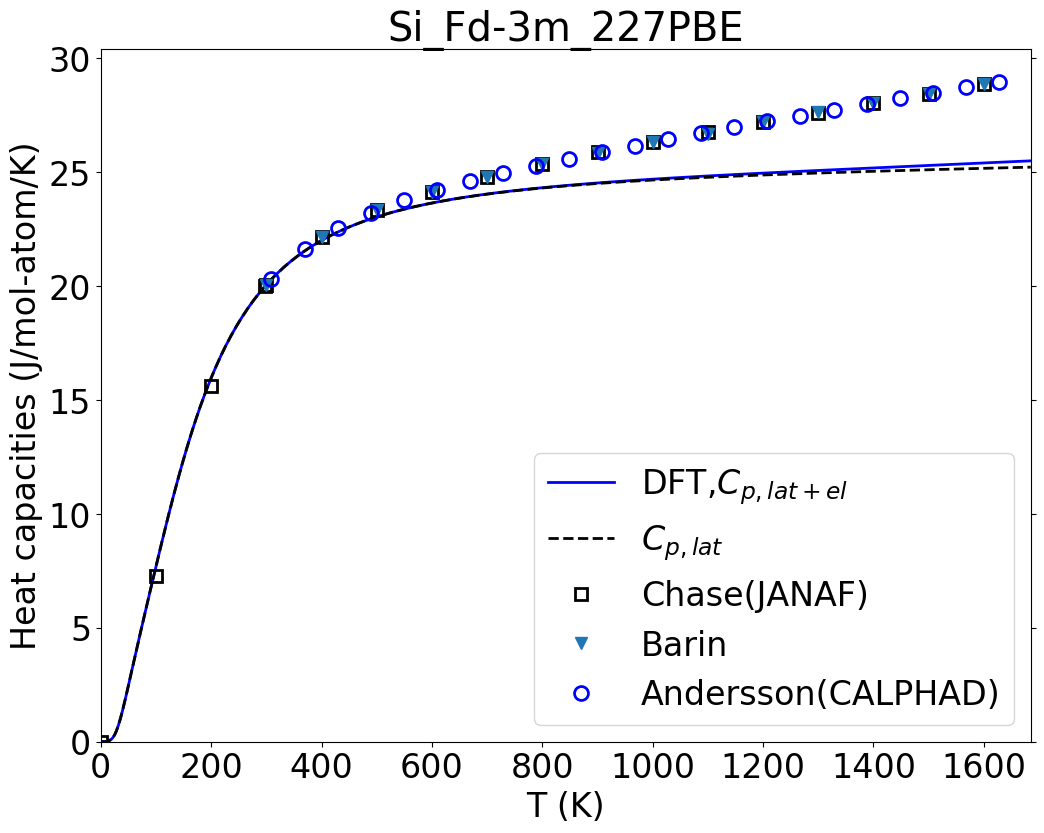 Si_Fd-3m_227PBE
Heat capacities (J/mol-atom/K)
30
25
20
15
10
5
0
DFT,$C_{p,lat+el}$
$C_{p,lat}$
Chase(JANAF)
Barin
Andersson(CALPHAD)
0 200 400 600 800 1000 1200 1400 1600
T (K)